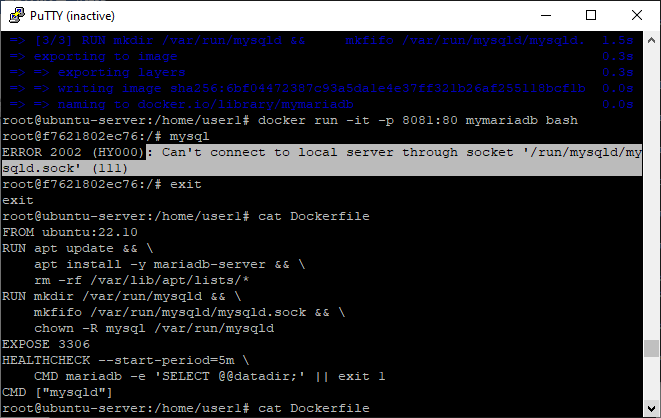 PuTTY (inactive)
=> [3/3] RUN mkdir /var/run/mysqld && mkfifo /var/run/mysqld/mysqld. 1.5s
=> exporting to image 0.3s
=> => exporting layers 0.3s
=> => writing image 0.0s
=> => naming to docker.io/library/mymariadb 0.0s
root@ubuntu-server:/home/user1# docker run -it -p 8081:80 mymariadb bash
root@f7621802ec76:/# mysql
ERROR 2002 (HY000): Can't connect to local server through socket '/run/mysqld/my
sqld.sock' (111)
root@f7621802ec76:/# exit
exit
root@ubuntu-server:/home/user1# cat Dockerfile
FROM ubuntu:22.10
RUN apt update && \
    apt install -y mariadb-server && \
    rm -rf /var/lib/apt/lists/*
RUN mkdir /var/run/mysqld && \
    mkfifo /var/run/mysqld/mysqld.sock && \
    chown -R mysql /var/run/mysqld
EXPOSE 3306
HEALTHCHECK --start-period=5m \
    CMD mariadb -e 'SELECT @@datadir;' || exit 1
CMD ["mysqld"]
root@ubuntu-server:/home/user1# cat Dockerfile